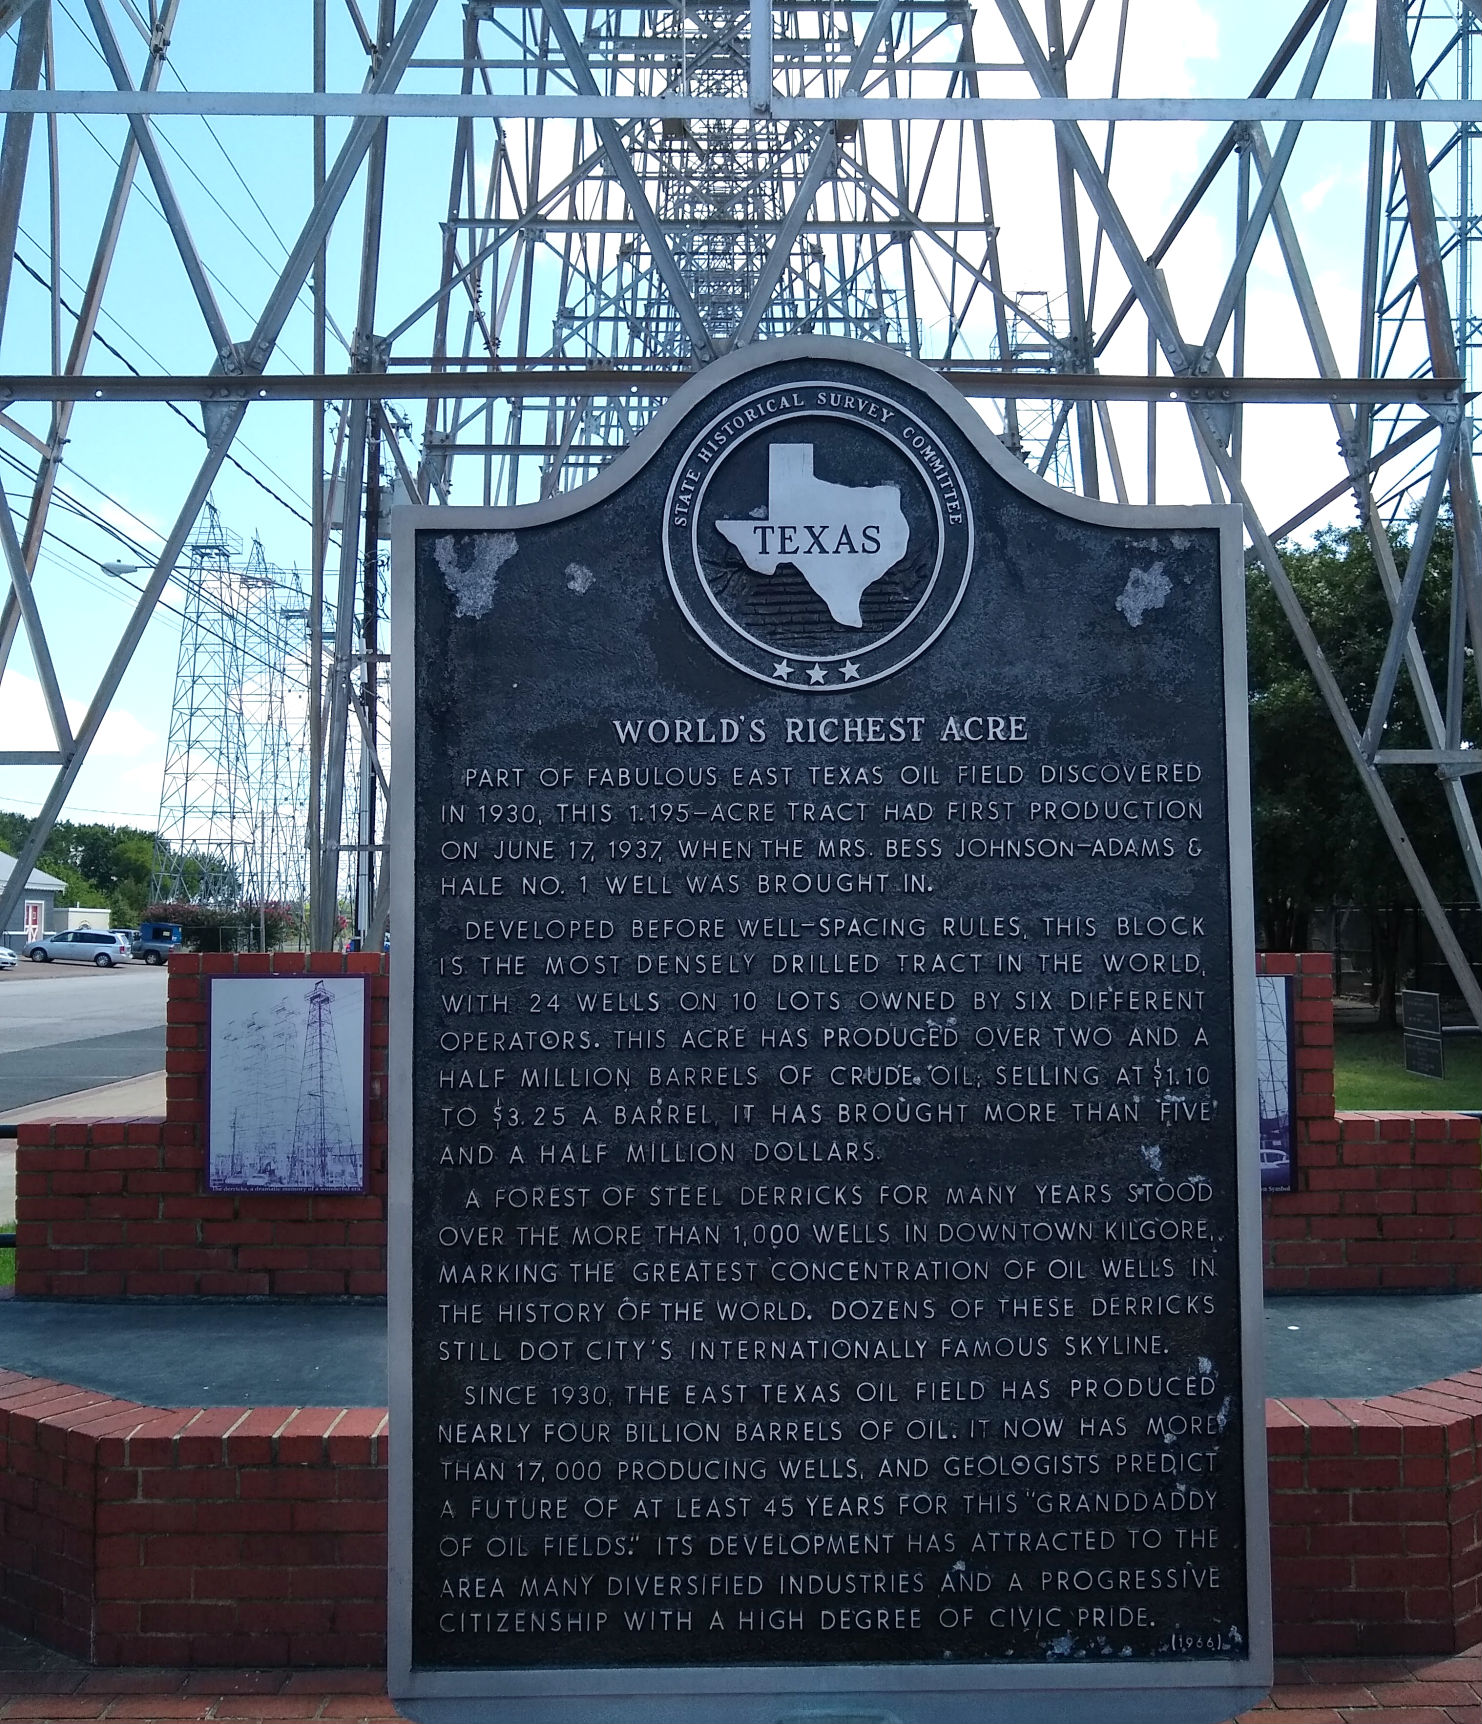 STATE HISTORICAL SURVEY COMMITTEE
TEXAS
WORLD'S RICHEST ACRE
PART OF FABULOUS EAST TEXAS OIL FIELD DISCOVERED
IN 1930, THIS 1.195-ACRE TRACT HAD FIRST PRODUCTION
ON JUNE 17, 1937, WHEN THE MRS. BESS JOHNSON-ADAMS &
HALE NO. 1 WELL WAS BROUGHT IN.
DEVELOPED BEFORE WELL-SPACING RULES, THIS BLOCK
IS THE MOST DENSELY DRILLED TRACT IN THE WORLD,
WITH 24 WELLS ON 10 LOTS OWNED BY SIX DIFFERENT
OPERATORS. THIS ACRE HAS PRODUCED OVER TWO AND A
HALF MILLION BARRELS OF CRUDE OIL; SELLING AT $1.10
TO $3.25 A BARREL, IT HAS BROUGHT MORE THAN FIVE
AND A HALF MILLION DOLLARS.
A FOREST OF STEEL DERRICKS FOR MANY YEARS STOOD
OVER THE MORE THAN 1,000 WELLS IN DOWNTOWN KILGORE,
MARKING THE GREATEST CONCENTRATION OF OIL WELLS IN
THE HISTORY OF THE WORLD. DOZENS OF THESE DERRICKS
STILL DOT CITY'S INTERNATIONALLY FAMOUS SKYLINE.
SINCE 1930, THE EAST TEXAS OIL FIELD HAS PRODUCED
NEARLY FOUR BILLION BARRELS OF OIL. IT NOW HAS MORE
THAN 17,000 PRODUCING WELLS, AND GEOLOGISTS PREDICT
A FUTURE OF AT LEAST 45 YEARS FOR THIS "GRANDDADDY
OF OIL FIELDS." ITS DEVELOPMENT HAS ATTRACTED TO THE
AREA MANY DIVERSIFIED INDUSTRIES AND A PROGRESSIVE
CITIZENSHIP WITH A HIGH DEGREE OF CIVIC PRIDE.
(1966)
The derricks, a dramatic memory of a wonderful era.
Symbol